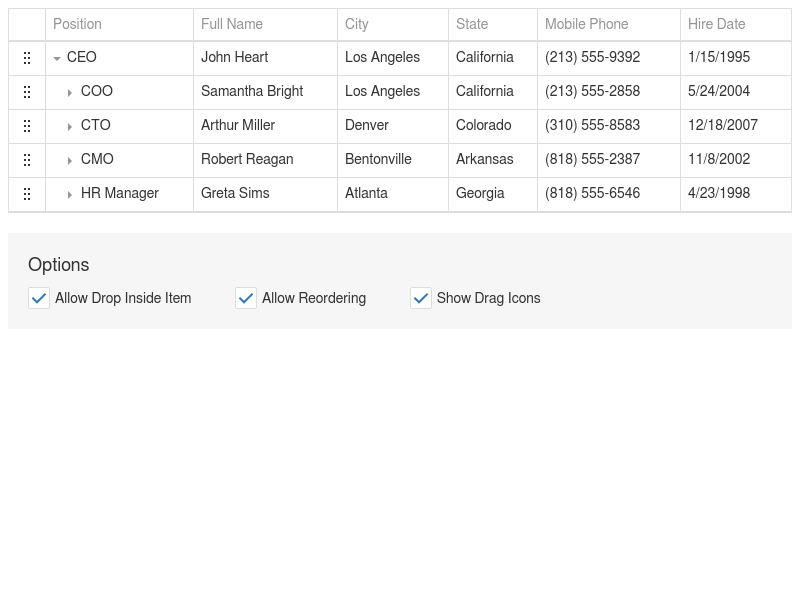 Position Full Name City State Mobile Phone Hire Date
CEO John Heart Los Angeles California (213) 555-9392 1/15/1995
COO Samantha Bright Los Angeles California (213) 555-2858 5/24/2004
CTO Arthur Miller Denver Colorado (310) 555-8583 12/18/2007
CMO Robert Reagan Bentonville Arkansas (818) 555-2387 11/8/2002
HR Manager Greta Sims Atlanta Georgia (818) 555-6546 4/23/1998
Options
Allow Drop Inside Item Allow Reordering Show Drag Icons